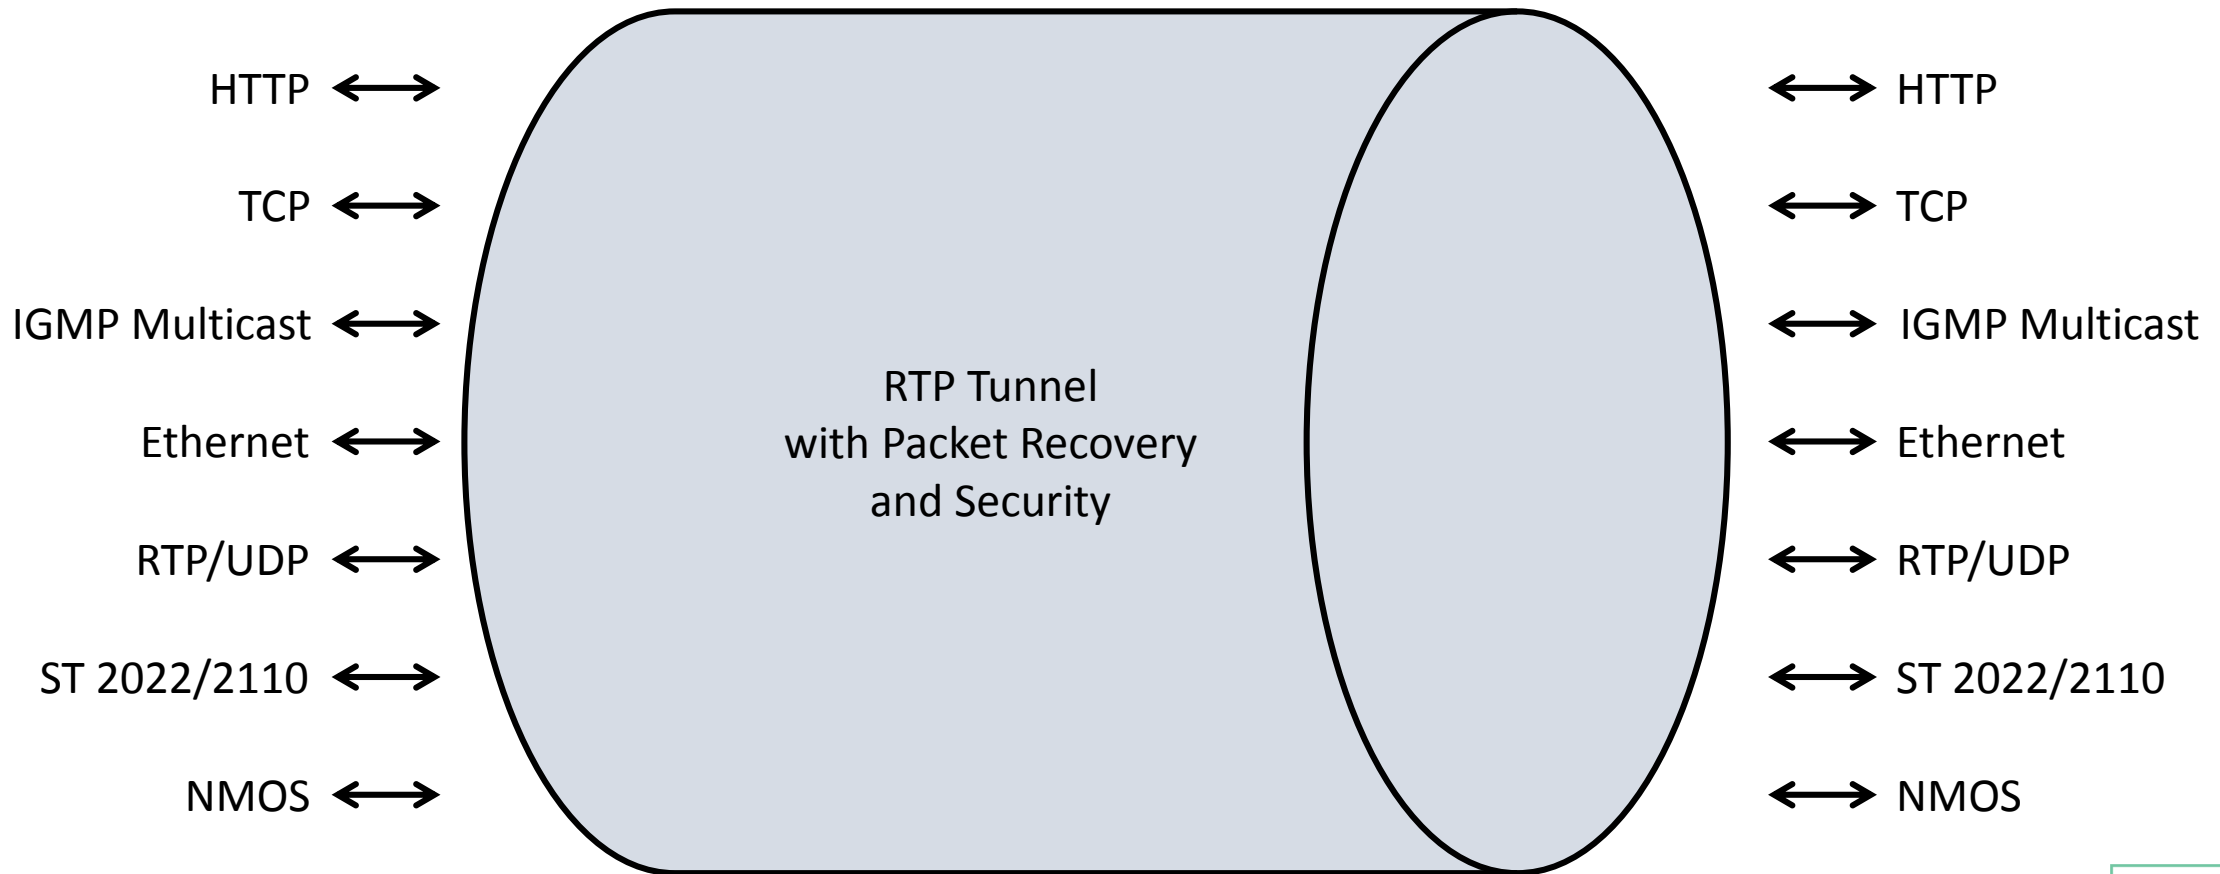 HTTP
TCP
IGMP Multicast
Ethernet
RTP/UDP
ST 2022/2110
NMOS
RTP Tunnel
with Packet Recovery
and Security
HTTP
TCP
IGMP Multicast
Ethernet
RTP/UDP
ST 2022/2110
NMOS